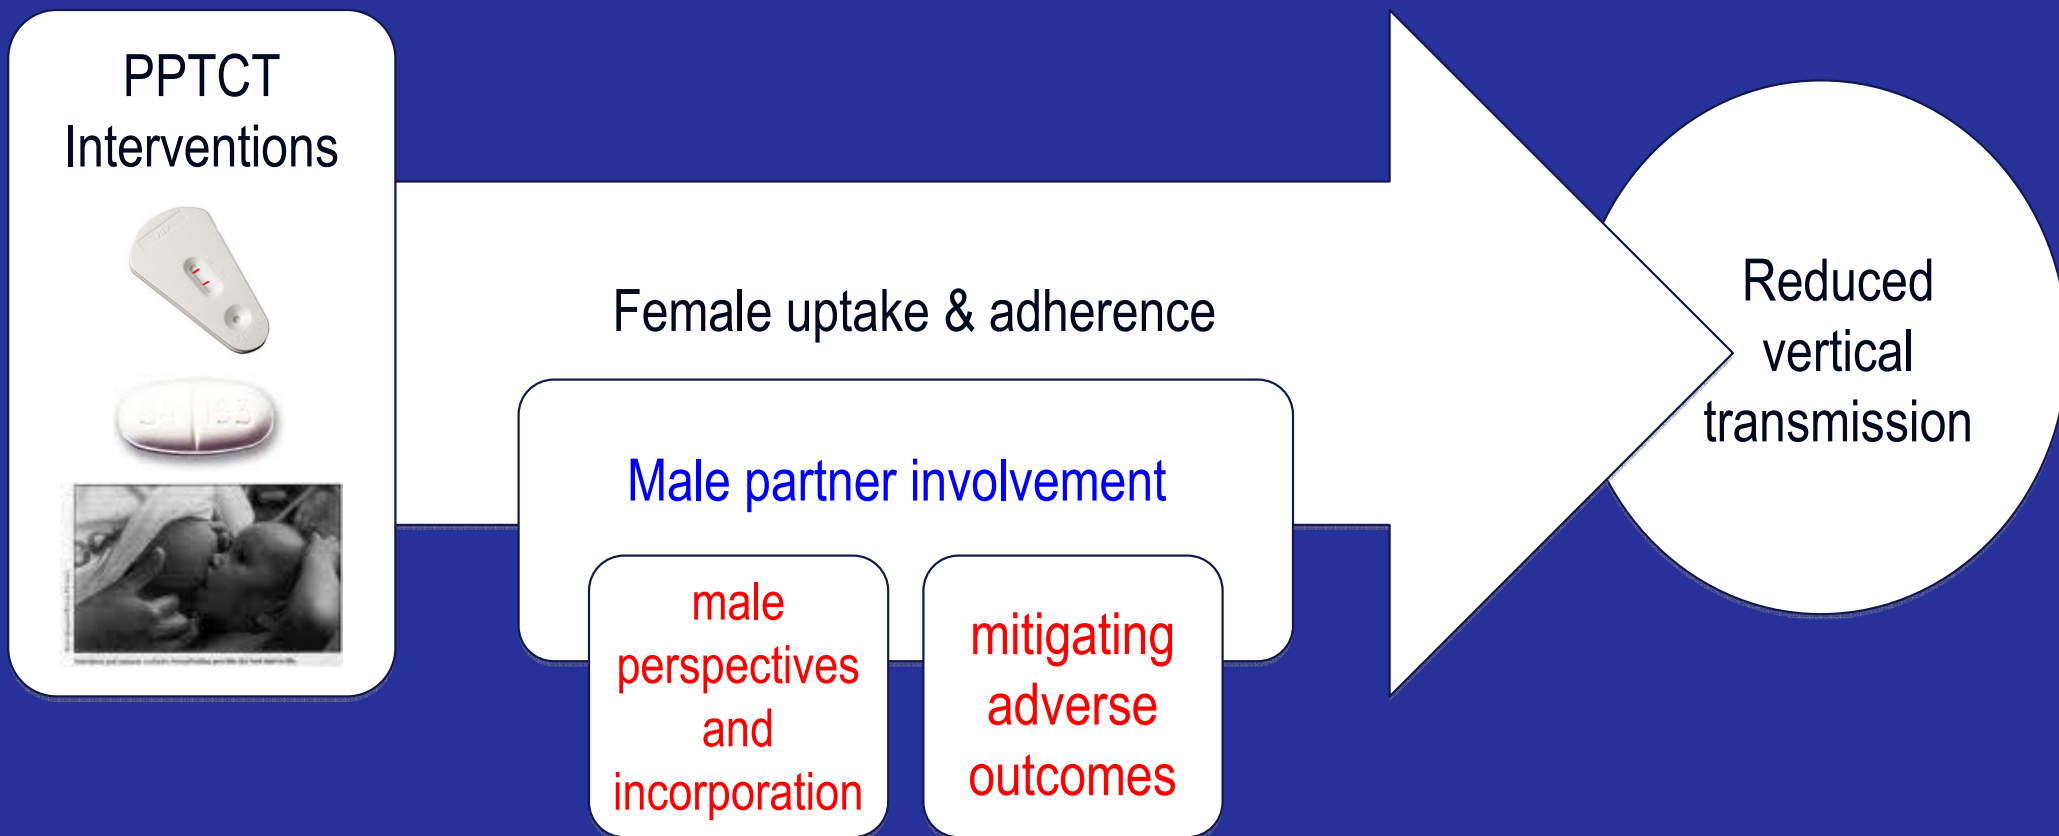 PPTCT
Interventions
Female uptake & adherence
Male partner involvement
male
perspectives
and
incorporation
mitigating
adverse
outcomes
Reduced
vertical
transmission